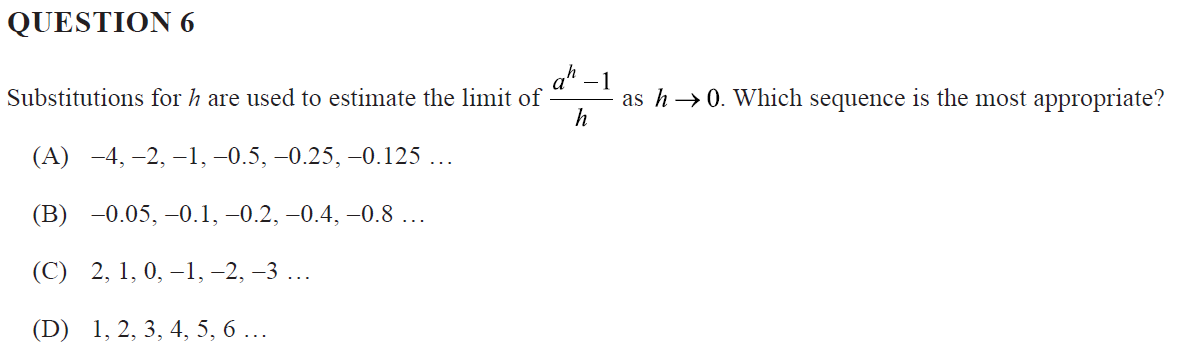 QUESTION 6
Substitutions for h are used to estimate the limit of \frac{a^h - 1}{h} as h → 0. Which sequence is the most appropriate?
(A) –4, –2, –1, –0.5, –0.25, –0.125 …
(B) –0.05, –0.1, –0.2, –0.4, –0.8 …
(C) 2, 1, 0, –1, –2, –3 …
(D) 1, 2, 3, 4, 5, 6 …